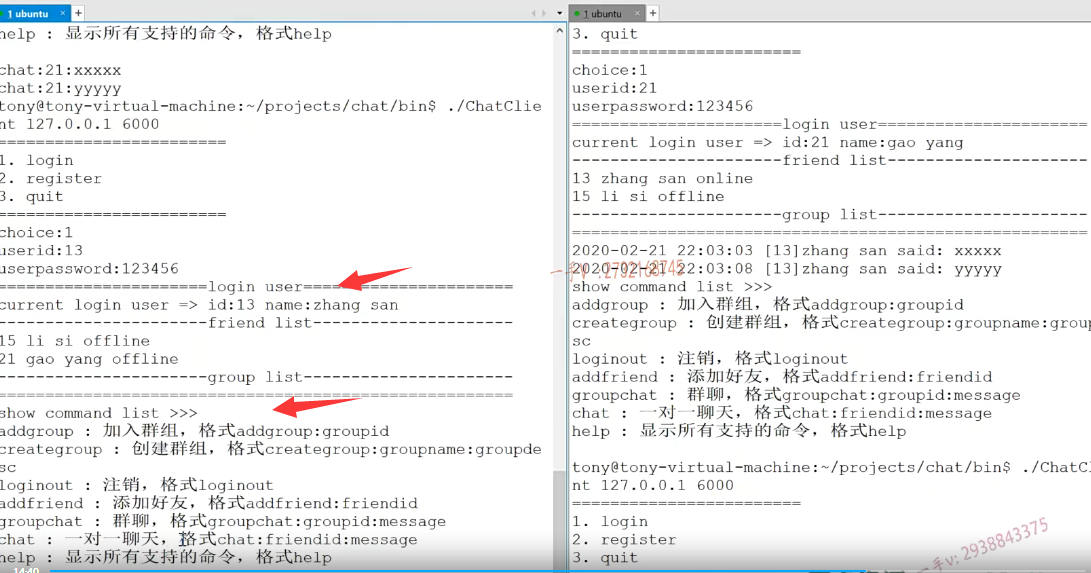 1 ubuntu × +
help : 显示所有支持的命令，格式help
chat:21:xxxxx
chat:21:yyyyy
tony@tony-virtual-machine:~/projects/chat/bin$ ./ChatClie
nt 127.0.0.1 6000
========================
1. login
2. register
3. quit
========================
choice:1
userid:13
userpassword:123456
======================login user======================
current login user => id:13 name:zhang san
----------------------friend list---------------------
15 li si offline
21 gao yang offline
----------------------group list----------------------
======================================================
show command list >>>
addgroup : 加入群组，格式addgroup:groupid
creategroup : 创建群组，格式creategroup:groupname:groupde
sc
loginout : 注销，格式loginout
addfriend : 添加好友，格式addfriend:friendid
groupchat : 群聊，格式groupchat:groupid:message
chat : 一对一聊天，格式chat:friendid:message
help : 显示所有支持的命令，格式help
14:40
1 ubuntu × +
3. quit
========================
choice:1
userid:21
userpassword:123456
======================login user======================
current login user => id:21 name:gao yang
----------------------friend list---------------------
13 zhang san online
15 li si offline
----------------------group list----------------------
======================================================
2020-02-21 22:03:03 [13]zhang san said: xxxxx
2020-02-21 22:03:08 [13]zhang san said: yyyyy
show command list >>>
addgroup : 加入群组，格式addgroup:groupid
creategroup : 创建群组，格式creategroup:groupname:group
sc
loginout : 注销，格式loginout
addfriend : 添加好友，格式addfriend:friendid
groupchat : 群聊，格式groupchat:groupid:message
chat : 一对一聊天，格式chat:friendid:message
help : 显示所有支持的命令，格式help
tony@tony-virtual-machine:~/projects/chat/bin$ ./ChatCl
nt 127.0.0.1 6000
========================
1. login
2. register
3. quit
一手v: 2938843375